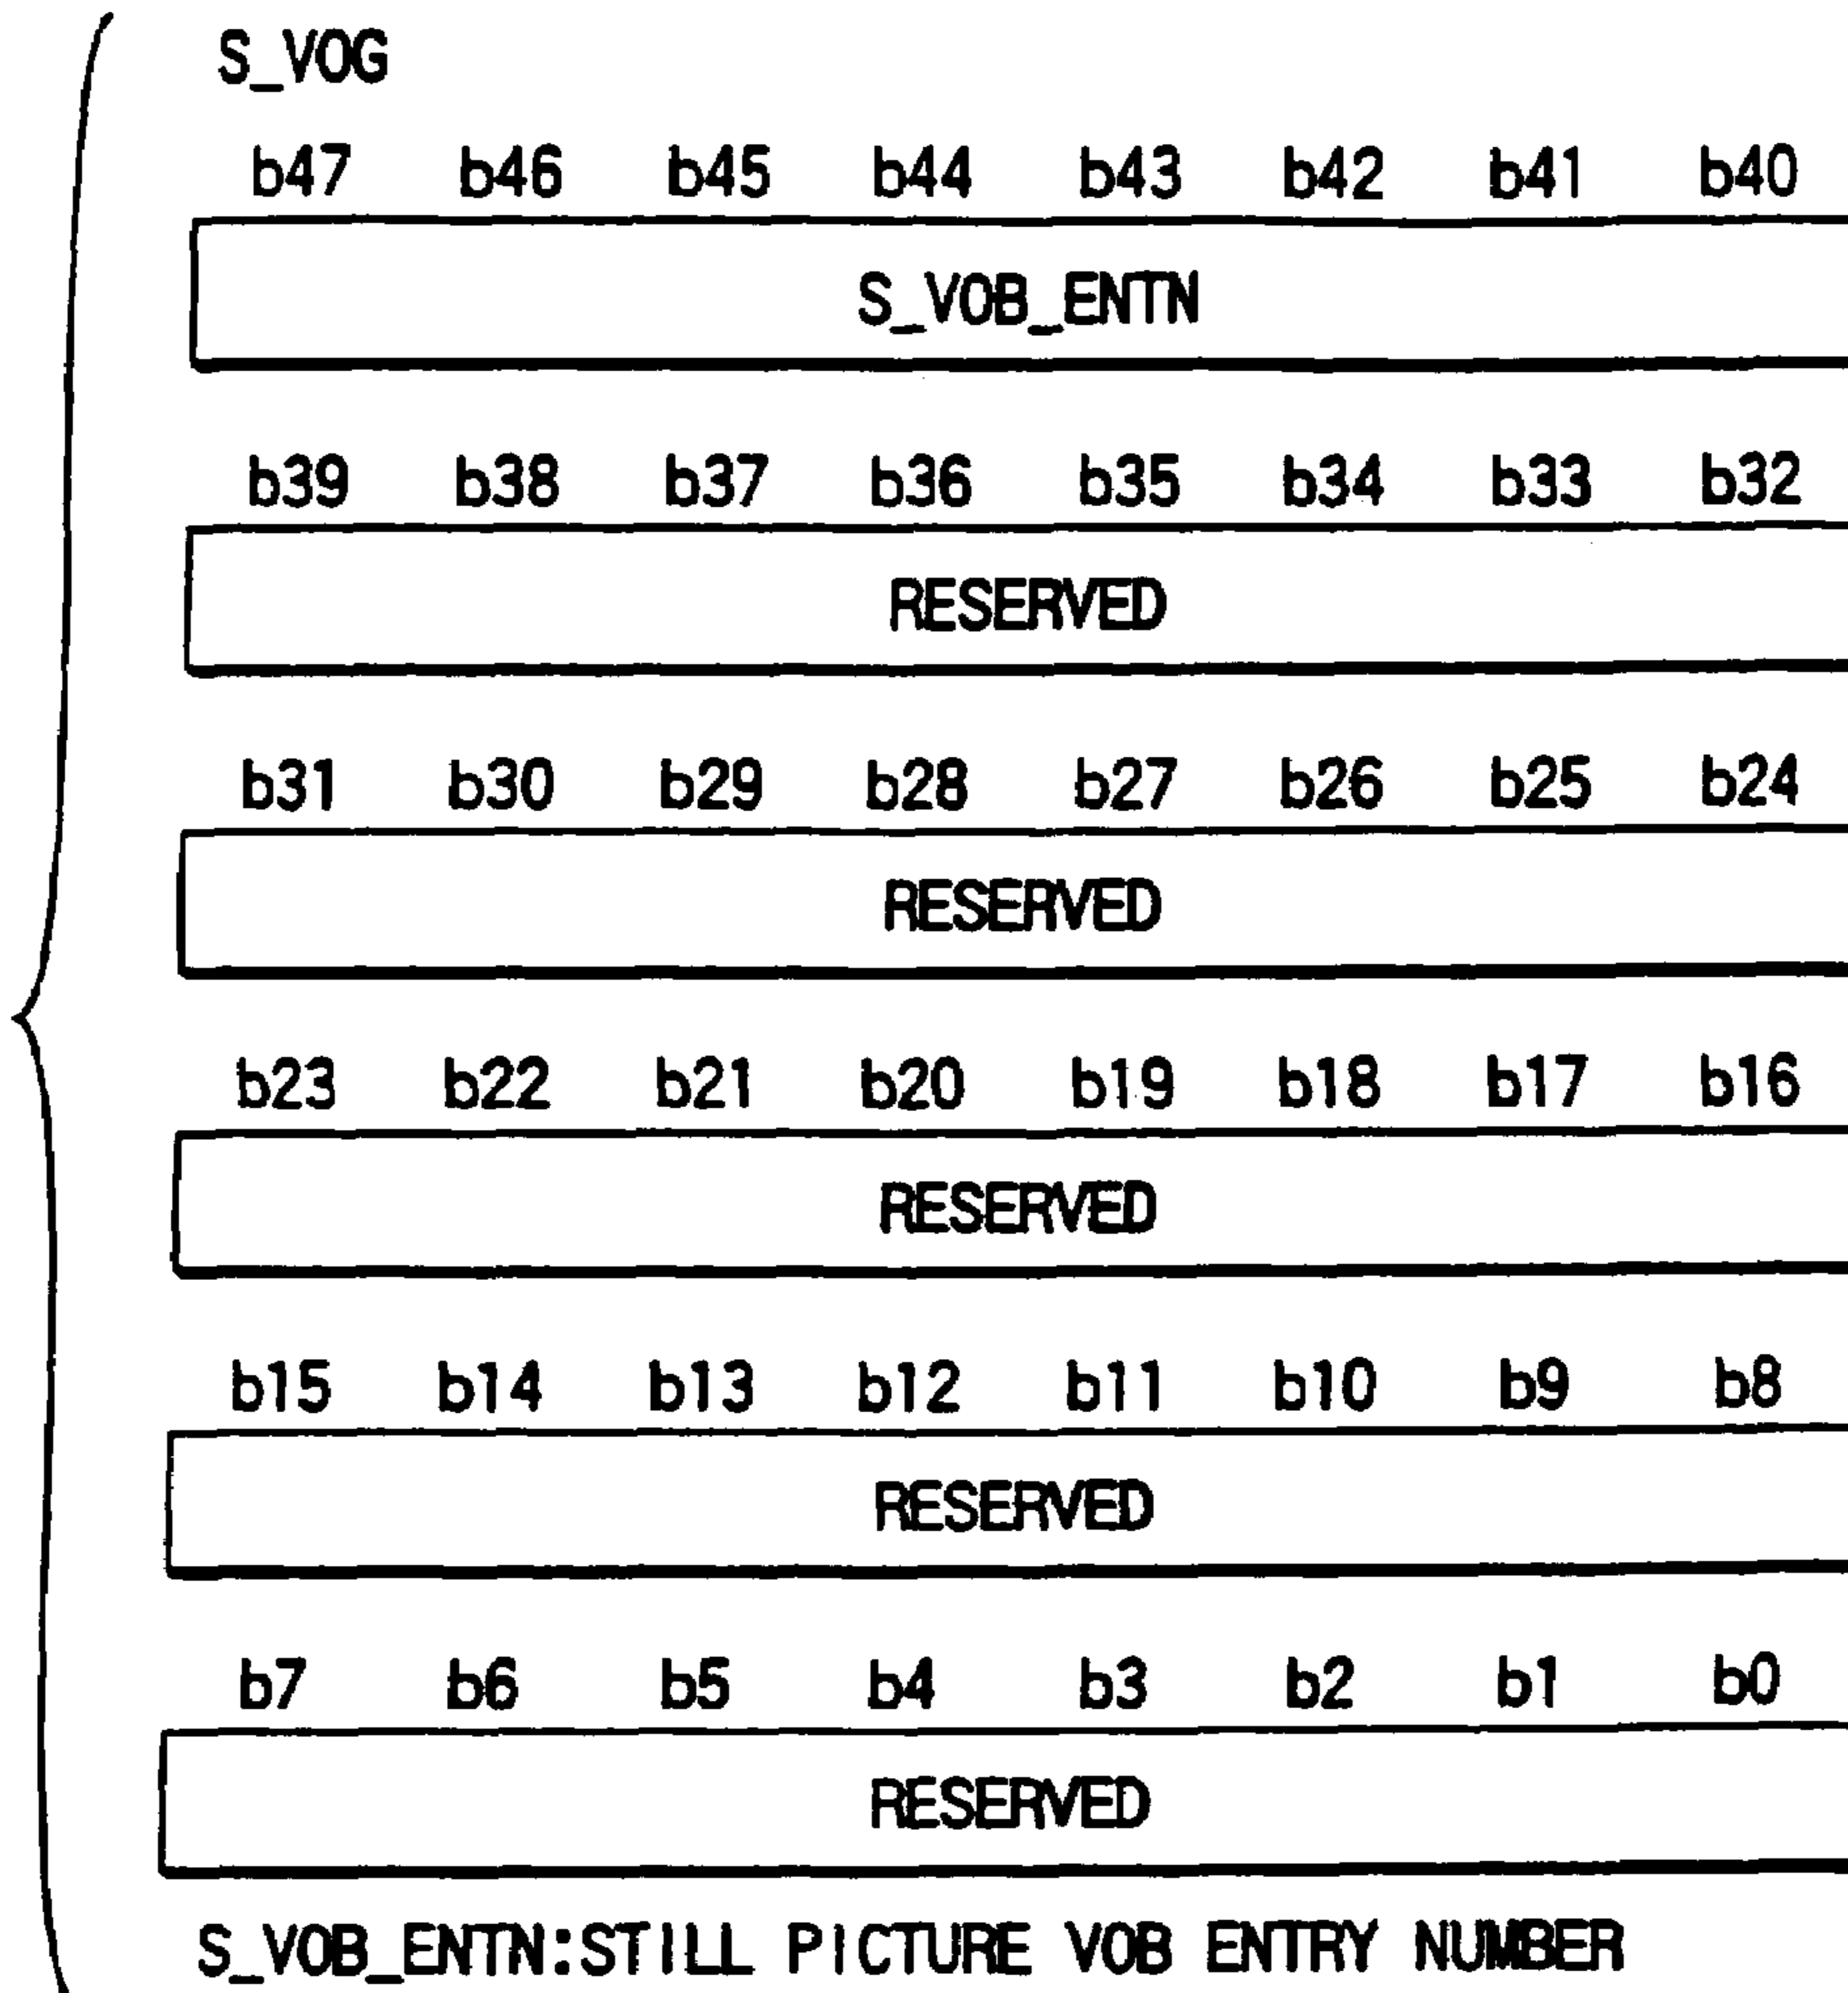 S_VOG
b47 b46 b45 b44 b43 b42 b41 b40
S_VOB_ENTN
b39 b38 b37 b36 b35 b34 b33 b32
RESERVED
b31 b30 b29 b28 b27 b26 b25 b24
RESERVED
b23 b22 b21 b20 b19 b18 b17 b16
RESERVED
b15 b14 b13 b12 b11 b10 b9 b8
RESERVED
b7 b6 b5 b4 b3 b2 b1 b0
RESERVED
S_VOB_ENTN:STILL PICTURE VOB ENTRY NUMBER